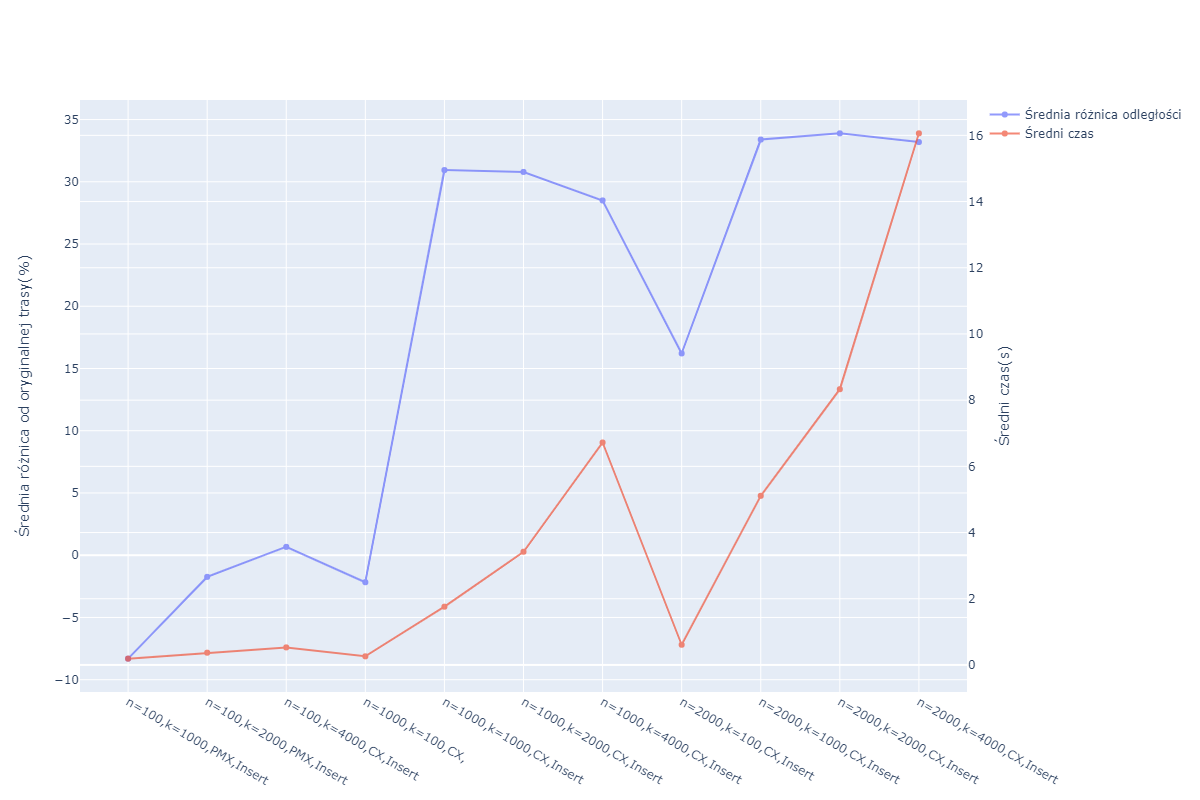 Średnia różnica odległości
Średni czas
Średnia różnica od oryginalnej trasy(%)
35
30
25
20
15
10
5
0
−5
−10
16
14
12
10
8
6
4
2
0
Średni czas(s)
n=100,k=1000,PMX,Insert
n=100,k=2000,PMX,Insert
n=100,k=4000,CX,Insert
n=1000,k=100,CX,
n=1000,k=1000,CX,Insert
n=1000,k=2000,CX,Insert
n=1000,k=4000,CX,Insert
n=2000,k=100,CX,Insert
n=2000,k=1000,CX,Insert
n=2000,k=2000,CX,Insert
n=2000,k=4000,CX,Insert